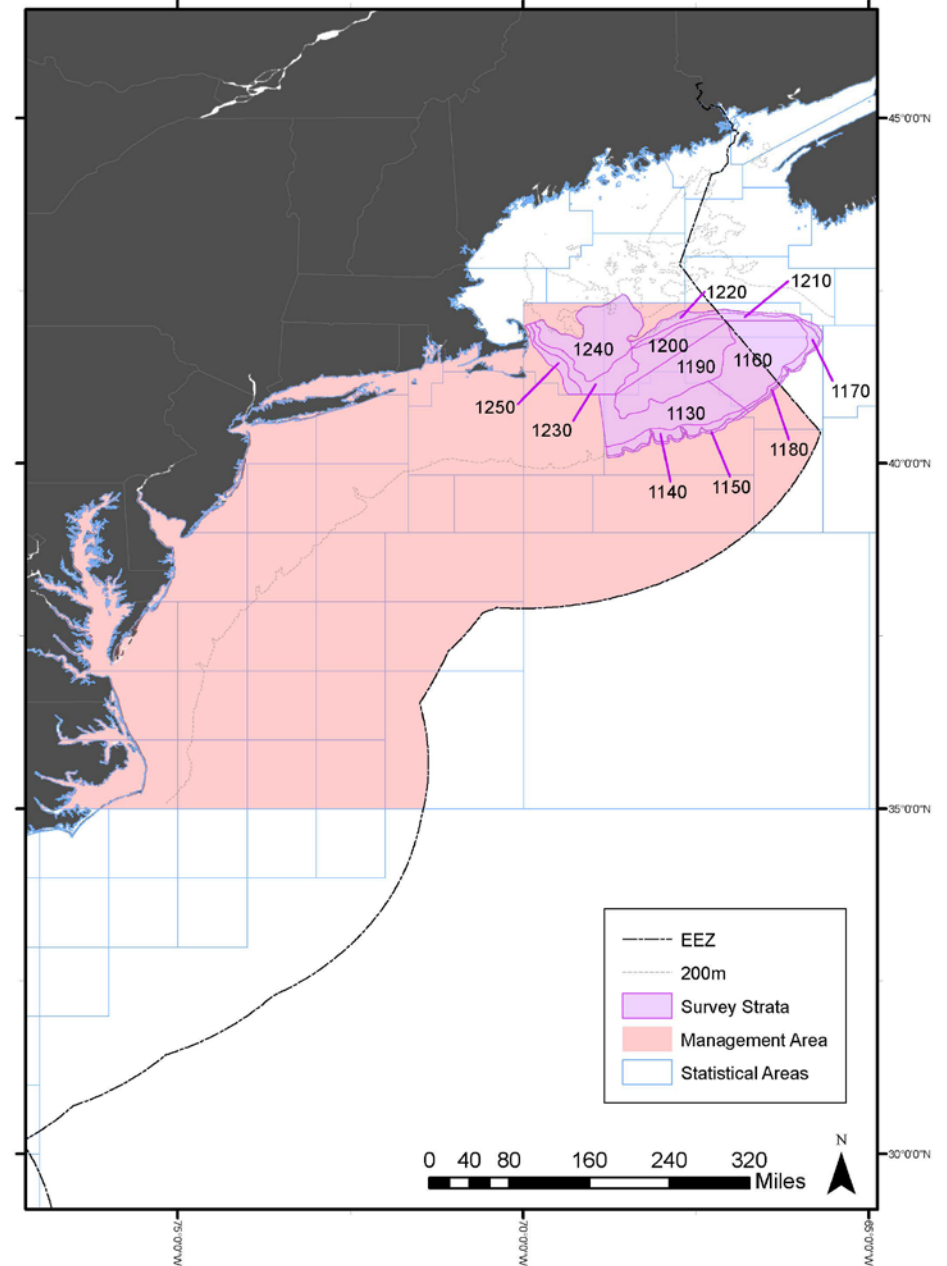 45°0'0"N
1210
1220
1240
1200
1190
1160
1170
1250
1230
1130
1180
40°0'0"N
1140
1150
35°0'0"N
EEZ
200m
Survey Strata
Management Area
Statistical Areas
30°0'0"N
N
0 40 80 160 240 320
Miles
75°0'0"W
70°0'0"W
65°0'0"W